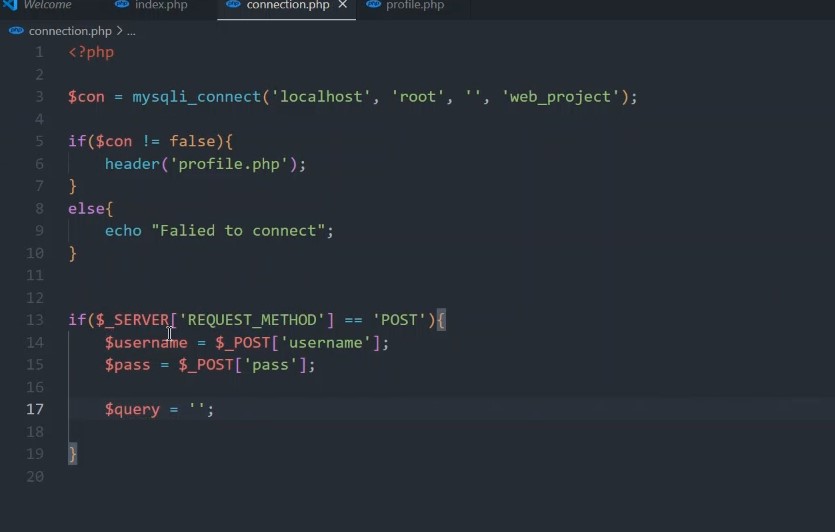 Welcome index.php connection.php × profile.php
connection.php > ...
1 <?php
2
3 $con = mysqli_connect('localhost', 'root', '', 'web_project');
4
5 if($con != false){
6 header('profile.php');
7 }
8 else{
9 echo "Falied to connect";
10 }
11
12
13 if($_SERVER['REQUEST_METHOD'] == 'POST'){
14 $username = $_POST['username'];
15 $pass = $_POST['pass'];
16
17 $query = '';
18
19 }
20